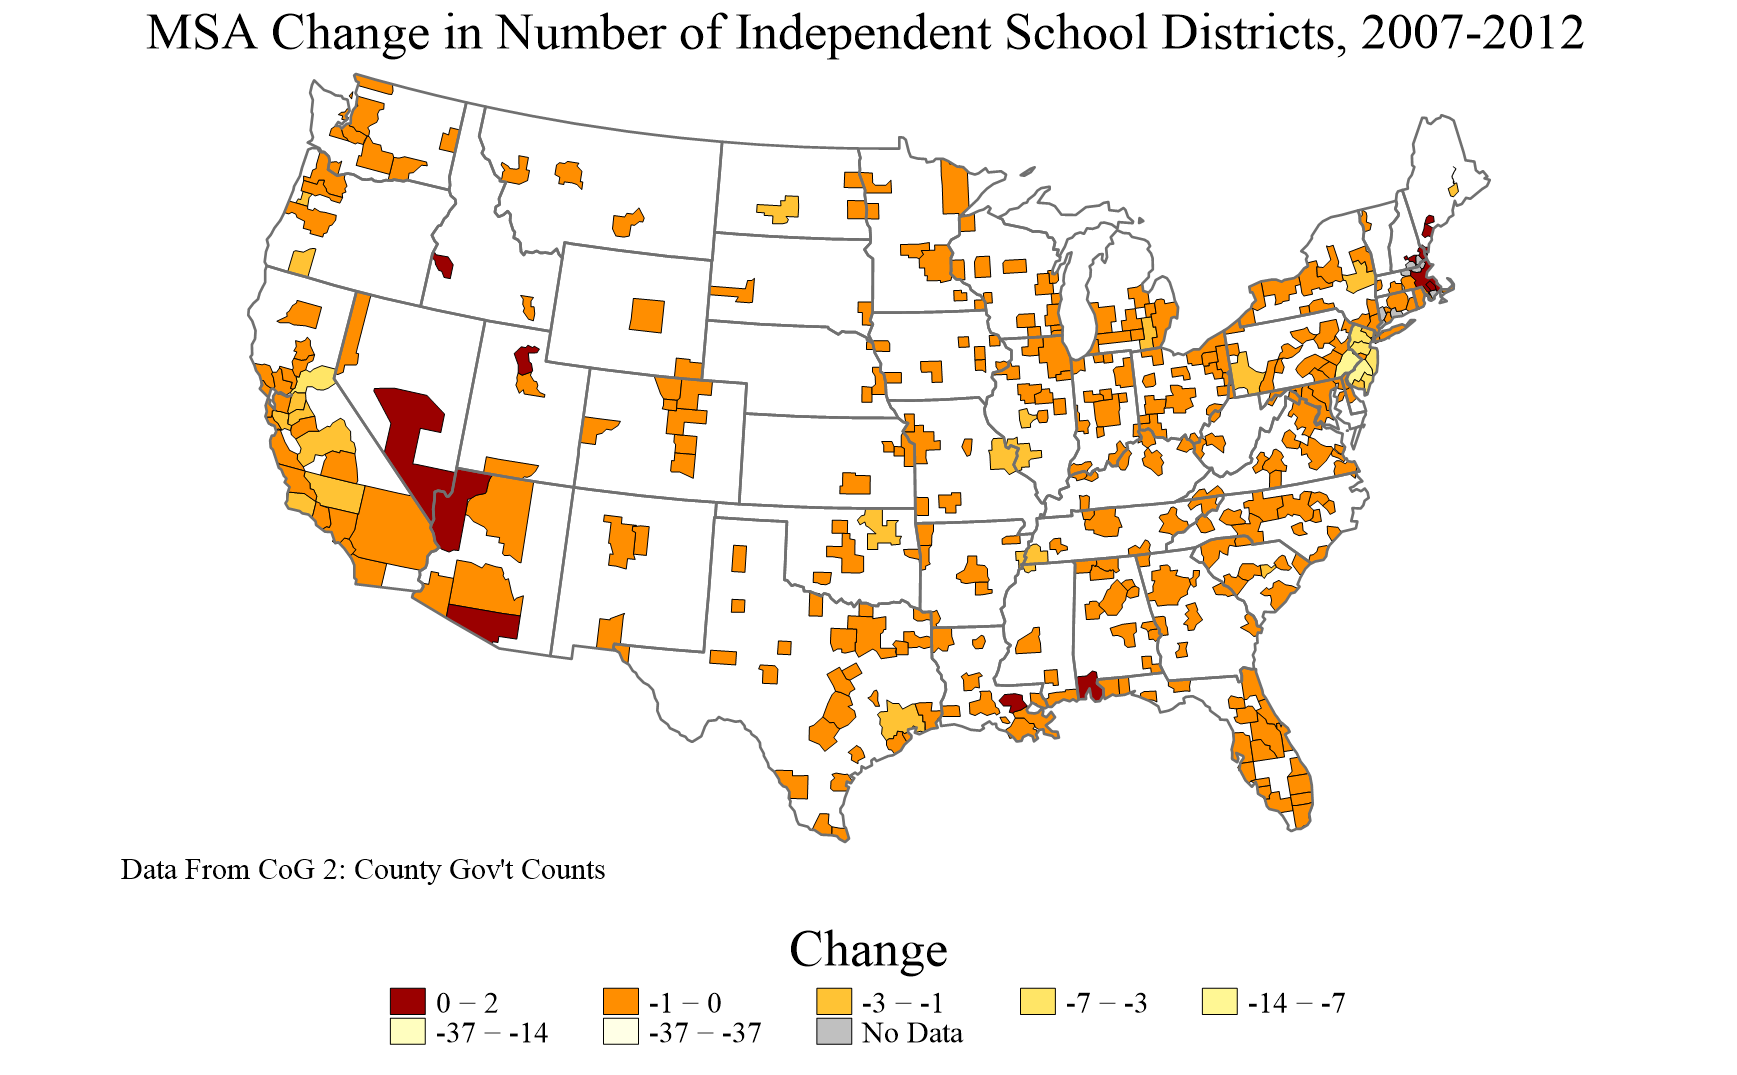 MSA Change in Number of Independent School Districts, 2007-2012
Data From CoG 2: County Gov't Counts
Change
0 – 2
-1 – 0
-3 – -1
-7 – -3
-14 – -7
-37 – -14
-37 – -37
No Data